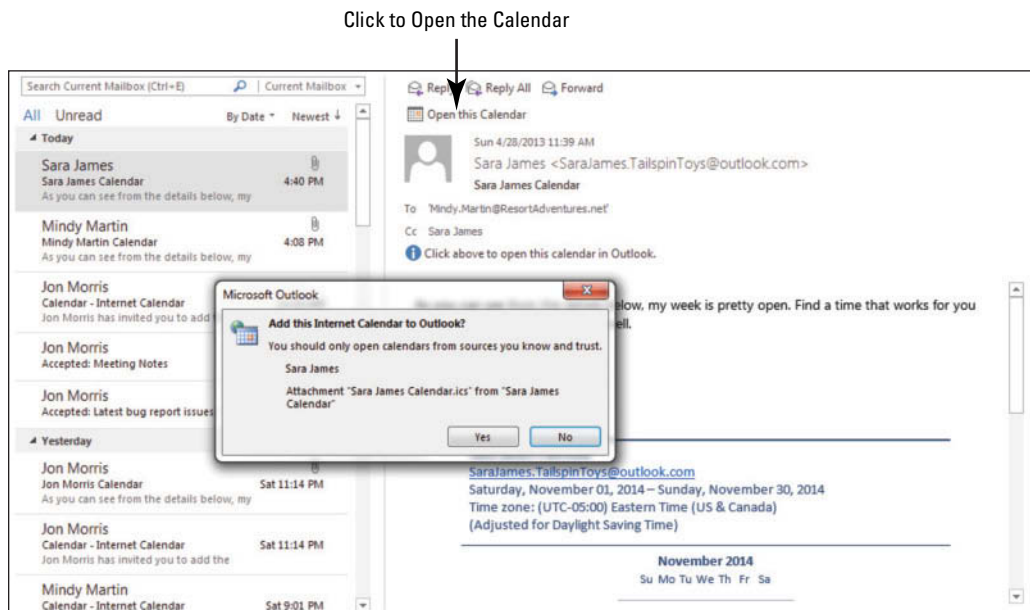 Click to Open the Calendar
Search Current Mailbox (Ctrl+E)
Current Mailbox
All Unread
By Date Newest
Today
Sara James
Sara James Calendar 4:40 PM
As you can see from the details below, my
Mindy Martin
Mindy Martin Calendar 4:08 PM
As you can see from the details below, my
Jon Morris
Calendar - Internet Calendar
Jon Morris has invited you to add
Jon Morris
Accepted: Meeting Notes
Jon Morris
Accepted: Latest bug report issues
Yesterday
Jon Morris
Jon Morris Calendar Sat 11:14 PM
As you can see from the details below, my
Jon Morris
Calendar - Internet Calendar Sat 11:14 PM
Jon Morris has invited you to add the
Mindy Martin
Calendar - Internet Calendar Sat 9:01 PM
Reply Reply All Forward
Open this Calendar
Sun 4/28/2013 11:39 AM
Sara James <SaraJames.TailspinToys@outlook.com>
Sara James Calendar
To 'Mindy.Martin@ResortAdventures.net'
Cc Sara James
Click above to open this calendar in Outlook.
below, my week is pretty open. Find a time that works for you
Microsoft Outlook
Add this Internet Calendar to Outlook?
You should only open calendars from sources you know and trust.
Sara James
Attachment "Sara James Calendar.ics" from "Sara James
Calendar"
Yes No
SaraJames.TailspinToys@outlook.com
Saturday, November 01, 2014 – Sunday, November 30, 2014
Time zone: (UTC-05:00) Eastern Time (US & Canada)
(Adjusted for Daylight Saving Time)
November 2014
Su Mo Tu We Th Fr Sa